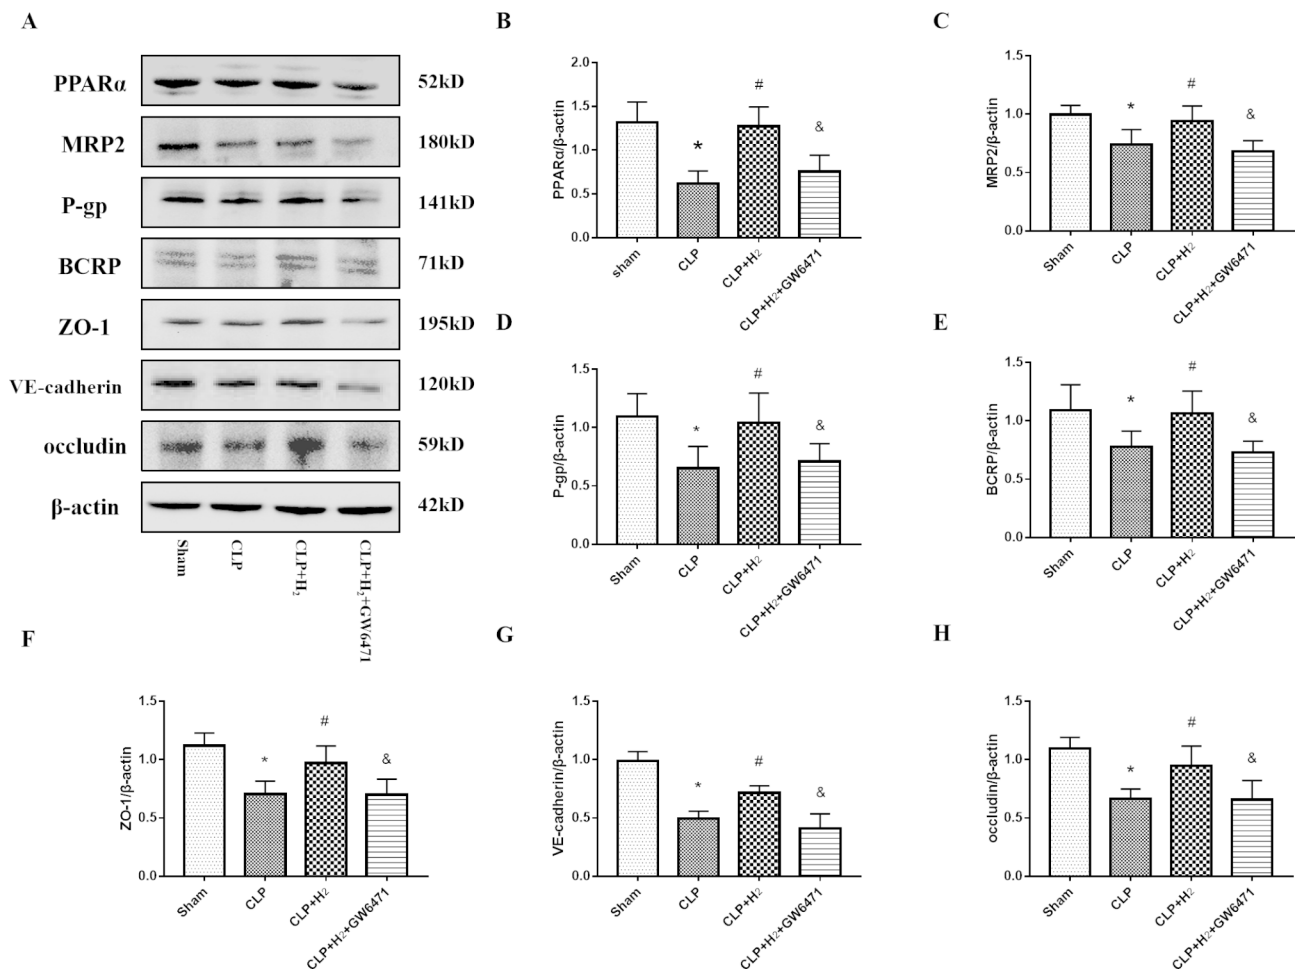 A
PPARα 52kD
MRP2 180kD
P-gp 141kD
BCRP 71kD
ZO-1 195kD
VE-cadherin 120kD
occludin 59kD
β-actin 42kD
Sham
CLP
CLP+H₂
CLP+H₂+GW6471
B
PPARα/β-actin
2.0
1.5
1.0
0.5
0.0
*
#
&
sham
CLP
CLP+H2
CLP+H2+GW6471
C
MRP2/β-actin
1.5
1.0
0.5
0.0
*
#
&
Sham
CLP
CLP+H2
CLP+H2+GW6471
D
P-gp/β-actin
1.5
1.0
0.5
0.0
*
#
&
Sham
CLP
CLP+H2
CLP+H2+GW6471
E
BCRP/β-actin
1.5
1.0
0.5
0.0
*
#
&
Sham
CLP
CLP+H2
CLP+H2+GW6471
F
ZO-1/β-actin
1.5
1.0
0.5
0.0
*
#
&
Sham
CLP
CLP+H2
CLP+H2+GW6471
G
VE-cadherin/β-actin
1.5
1.0
0.5
0.0
*
#
&
Sham
CLP
CLP+H2
CLP+H2+GW6471
H
occludin/β-actin
1.5
1.0
0.5
0.0
*
#
&
Sham
CLP
CLP+H2
CLP+H2+GW6471